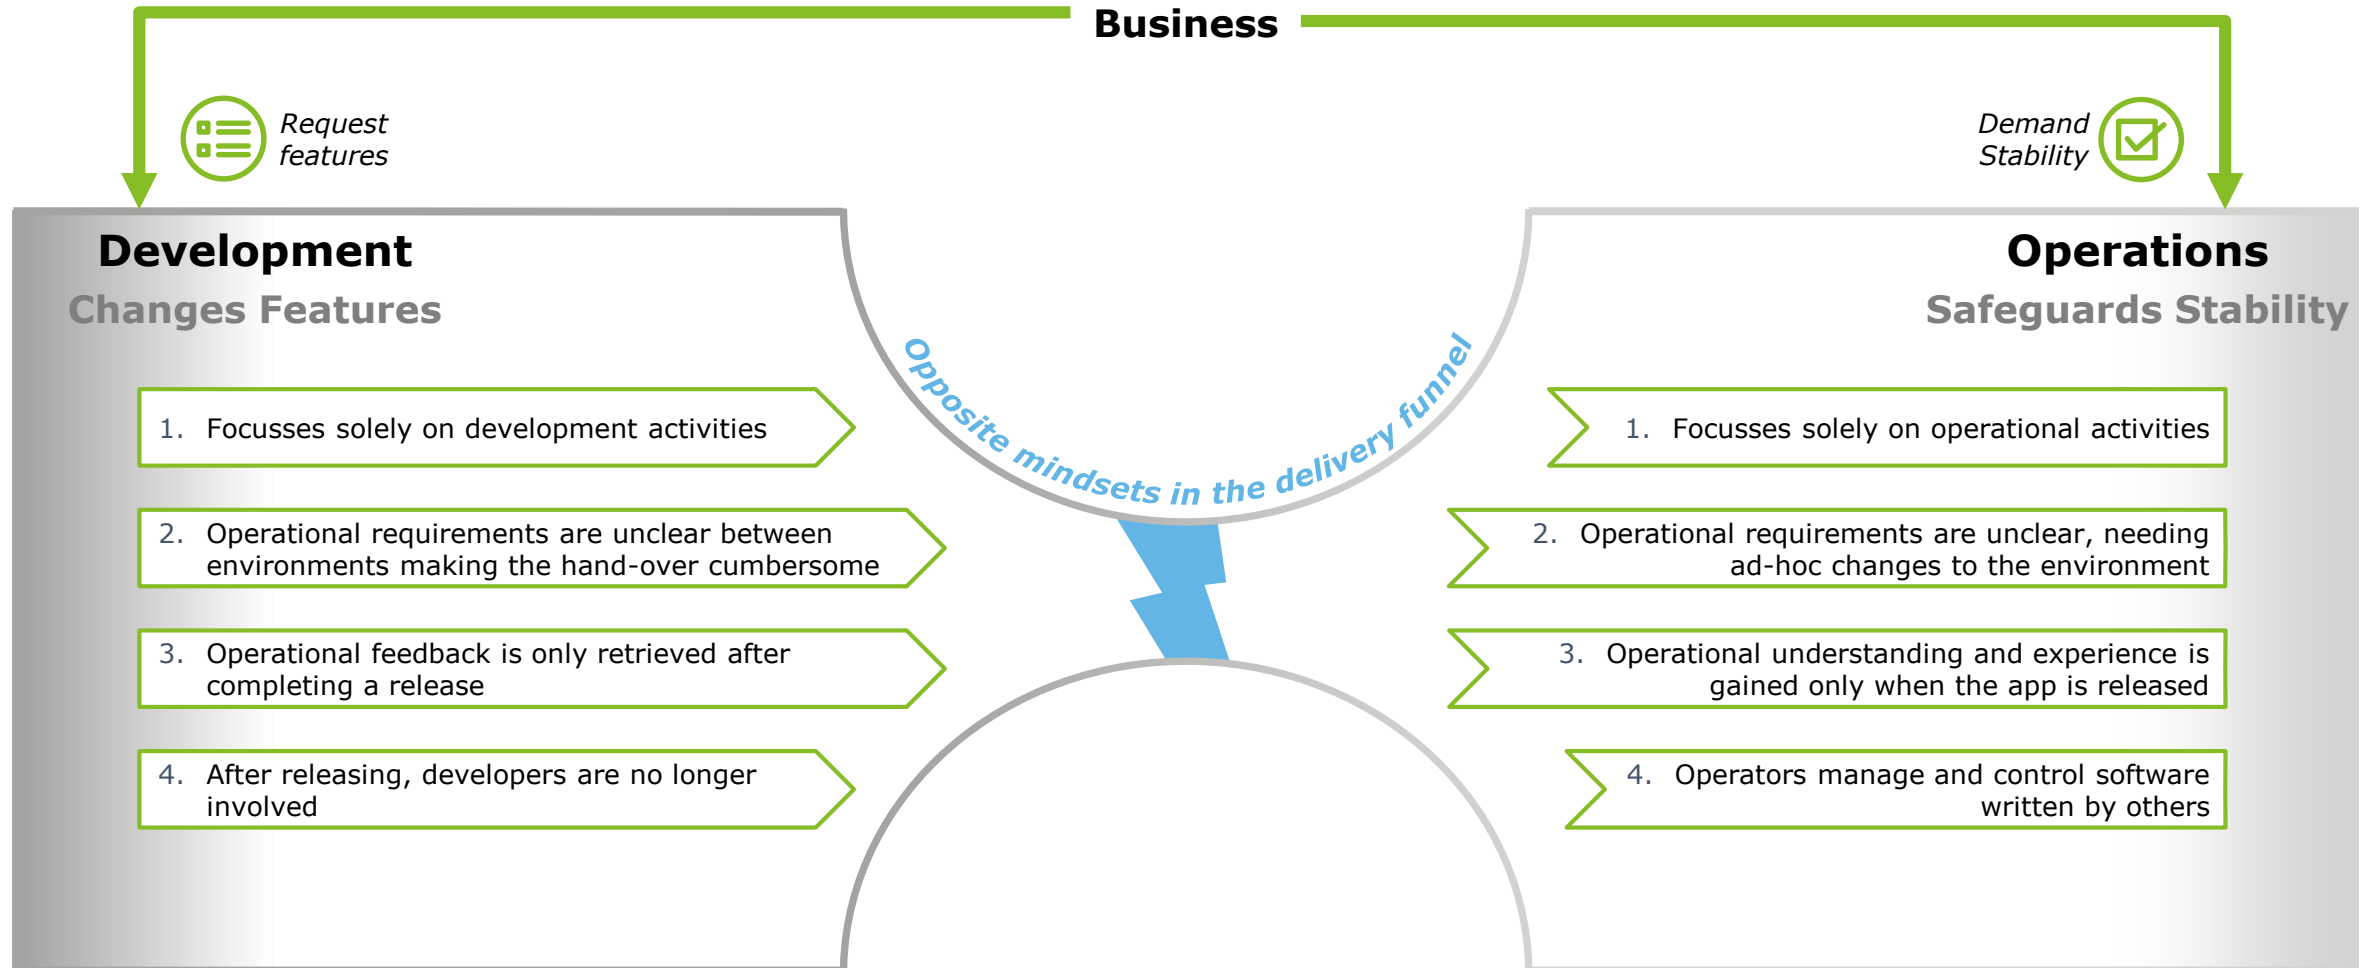 Business
Request
features
Demand
Stability
Development
Changes Features
Operations
Safeguards Stability
Opposite mindsets in the delivery funnel
1. Focusses solely on development activities
2. Operational requirements are unclear between
environments making the hand-over cumbersome
3. Operational feedback is only retrieved after
completing a release
4. After releasing, developers are no longer
involved
1. Focusses solely on operational activities
2. Operational requirements are unclear, needing
ad-hoc changes to the environment
3. Operational understanding and experience is
gained only when the app is released
4. Operators manage and control software
written by others